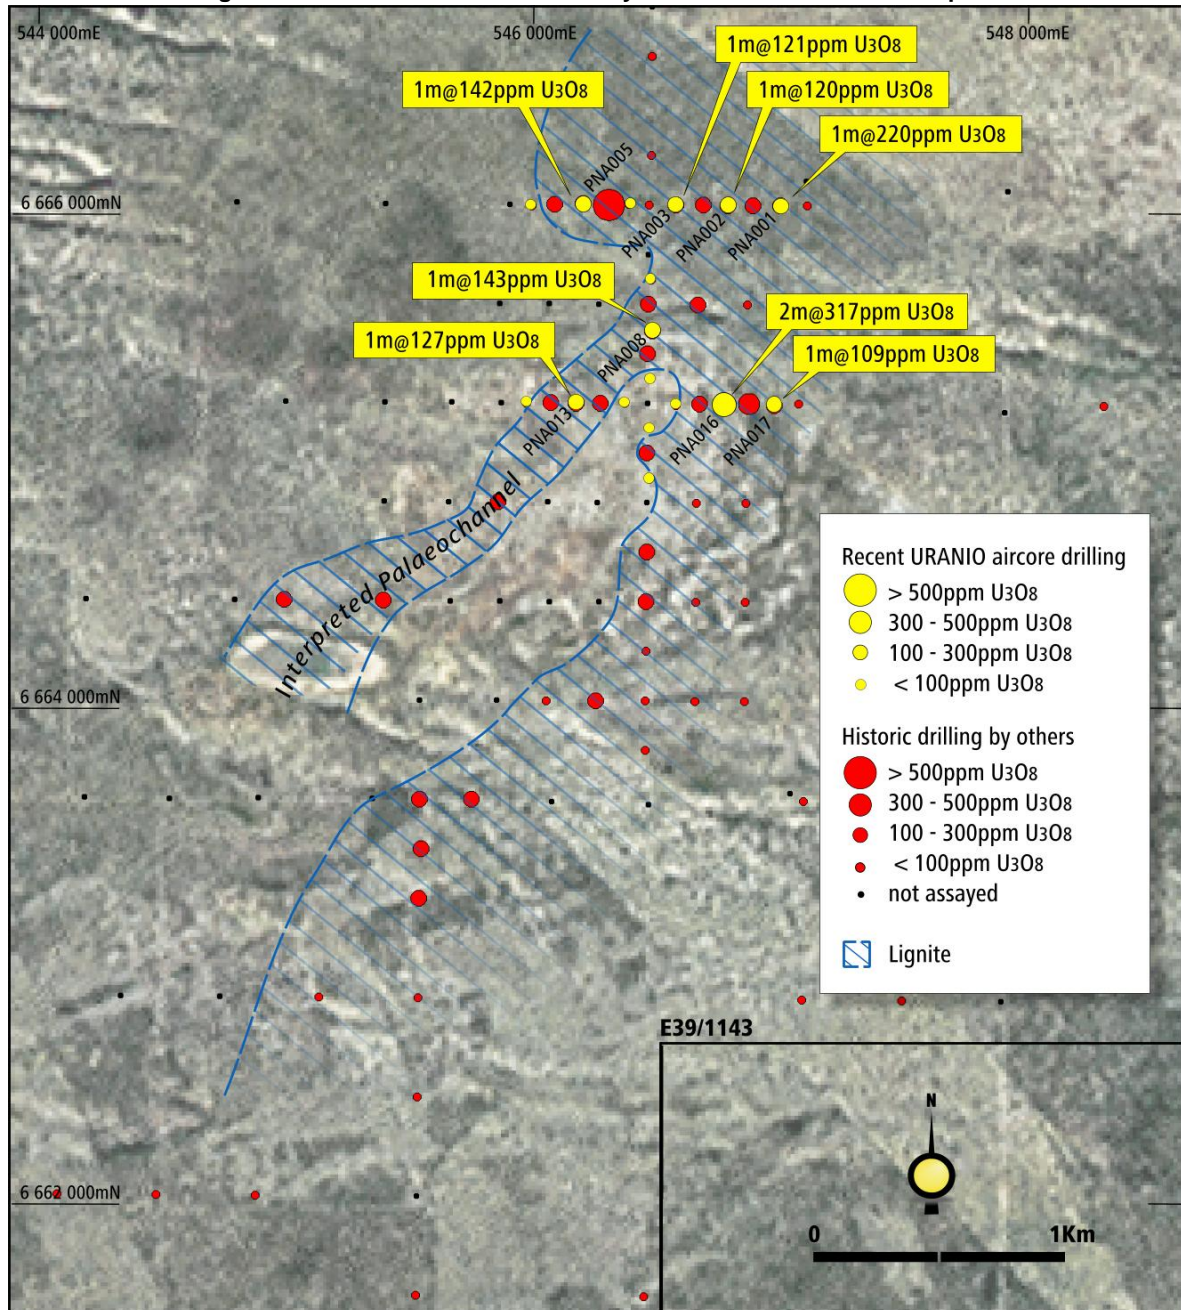 544 000mE
546 000mE
548 000mE
1m@121ppm U3O8
1m@142ppm U3O8
1m@120ppm U3O8
1m@220ppm U3O8
PNA005
6 666 000mN
PNA003
PNA002
PNA001
1m@143ppm U3O8
2m@317ppm U3O8
1m@127ppm U3O8
PNA008
1m@109ppm U3O8
PNA013
PNA016
PNA017
Interpreted Palaeochannel
6 664 000mN
Recent URANIO aircore drilling
> 500ppm U3O8
300 - 500ppm U3O8
100 - 300ppm U3O8
< 100ppm U3O8
Historic drilling by others
> 500ppm U3O8
300 - 500ppm U3O8
100 - 300ppm U3O8
< 100ppm U3O8
not assayed
Lignite
E39/1143
N
6 662 000mN
0
1Km